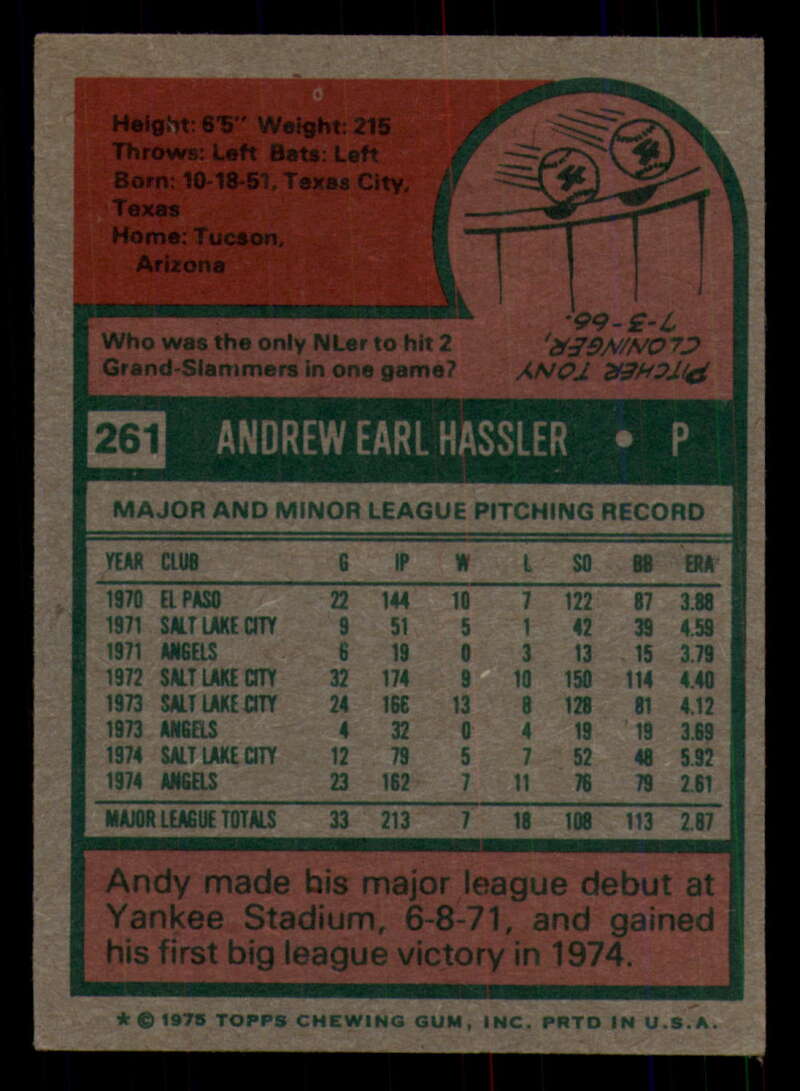 Height: 6'5" Weight: 215
Throws: Left Bats: Left
Born: 10-18-51, Texas City,
Texas
Home: Tucson,
Arizona
Who was the only NLer to hit 2
Grand-Slammers in one game?
PITCHER TONY
CLONINGER,
7-3-66.
261 ANDREW EARL HASSLER • P
MAJOR AND MINOR LEAGUE PITCHING RECORD
YEAR CLUB G IP W L SO BB ERA
1970 EL PASO 22 144 10 7 122 87 3.88
1971 SALT LAKE CITY 9 51 5 1 42 39 4.59
1971 ANGELS 6 19 0 3 13 15 3.79
1972 SALT LAKE CITY 32 174 9 10 150 114 4.40
1973 SALT LAKE CITY 24 166 13 8 128 81 4.12
1973 ANGELS 4 32 0 4 19 19 3.69
1974 SALT LAKE CITY 12 79 5 7 52 48 5.92
1974 ANGELS 23 162 7 11 76 79 2.61
MAJOR LEAGUE TOTALS 33 213 7 18 108 113 2.87
Andy made his major league debut at
Yankee Stadium, 6-8-71, and gained
his first big league victory in 1974.
* © 1975 TOPPS CHEWING GUM, INC. PRTD IN U.S.A.